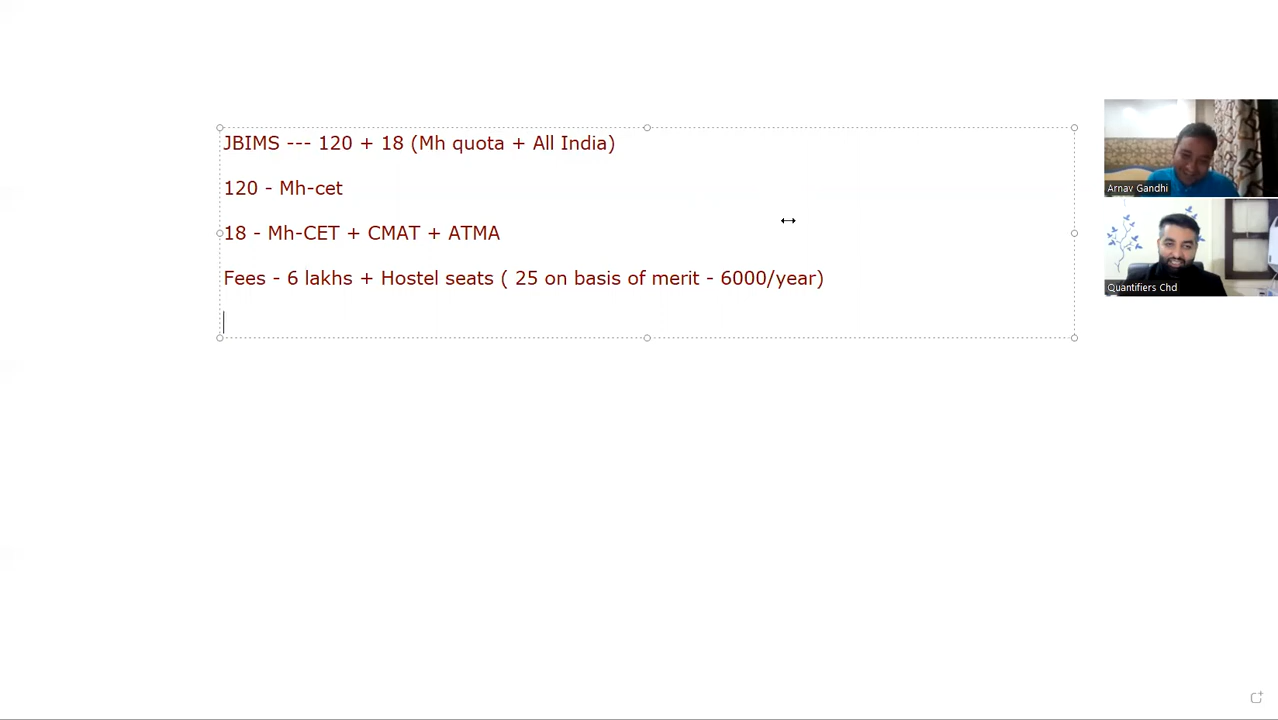 JBIMS --- 120 + 18 (Mh quota + All India)
120 - Mh-cet
18 - Mh-CET + CMAT + ATMA
Fees - 6 lakhs + Hostel seats ( 25 on basis of merit - 6000/year)
Arnav Gandhi
Quantifiers Chd